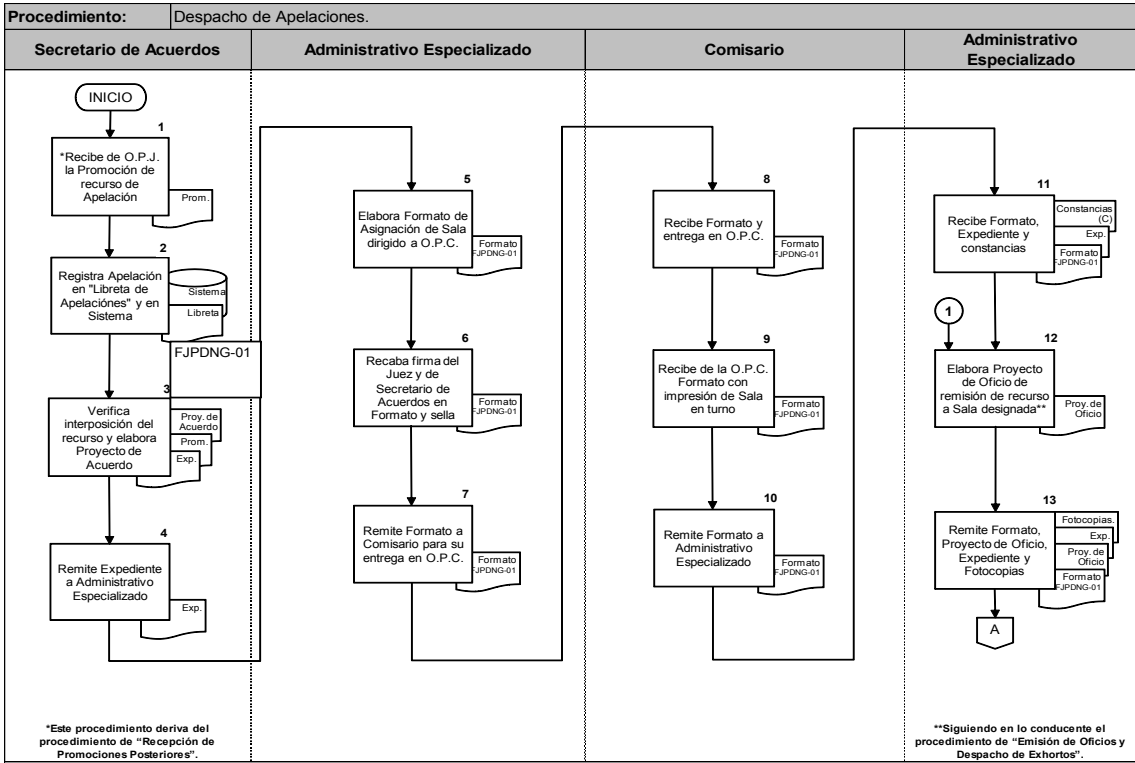 Procedimiento: Despacho de Apelaciones.
Secretario de Acuerdos
Administrativo Especializado
Comisario
Administrativo
Especializado
INICIO
1
*Recibe de O.P.J.
la Promoción de
recurso de
Apelación
Prom.
2
Registra Apelación
en "Libreta de
Apelaciónes" y en
Sistema
Sistema
Libreta
FJPDNG-01
3
Verifica
interposición del
recurso y elabora
Proyecto de
Acuerdo
Proy. de
Acuerdo
Prom.
Exp.
4
Remite Expediente
a Administrativo
Especializado
Exp.
*Este procedimiento deriva del
procedimiento de “Recepción de
Promociones Posteriores”.
5
Elabora Formato de
Asignación de Sala
dirigido a O.P.C.
Formato
FJPDNG-01
6
Recaba firma del
Juez y de
Secretario de
Acuerdos en
Formato y sella
Formato
FJPDNG-01
7
Remite Formato a
Comisario para su
entrega en O.P.C.
Formato
FJPDNG-01
8
Recibe Formato y
entrega en O.P.C.
Formato
FJPDNG-01
9
Recibe de la O.P.C.
Formato con
impresión de Sala
en turno
Formato
FJPDNG-01
10
Remite Formato a
Administrativo
Especializado
Formato
FJPDNG-01
11
Recibe Formato,
Expediente y
constancias
Constancias
(C)
Exp.
Formato
FJPDNG-01
1
12
Elabora Proyecto
de Oficio de
remisión de recurso
a Sala designada**
Proy. de
Oficio
13
Remite Formato,
Proyecto de Oficio,
Expediente y
Fotocopias
Fotocopias.
Exp.
Proy. de
Oficio
Formato
FJPDNG-01
A
**Siguiendo en lo conducente el
procedimiento de “Emisión de Oficios y
Despacho de Exhortos”.